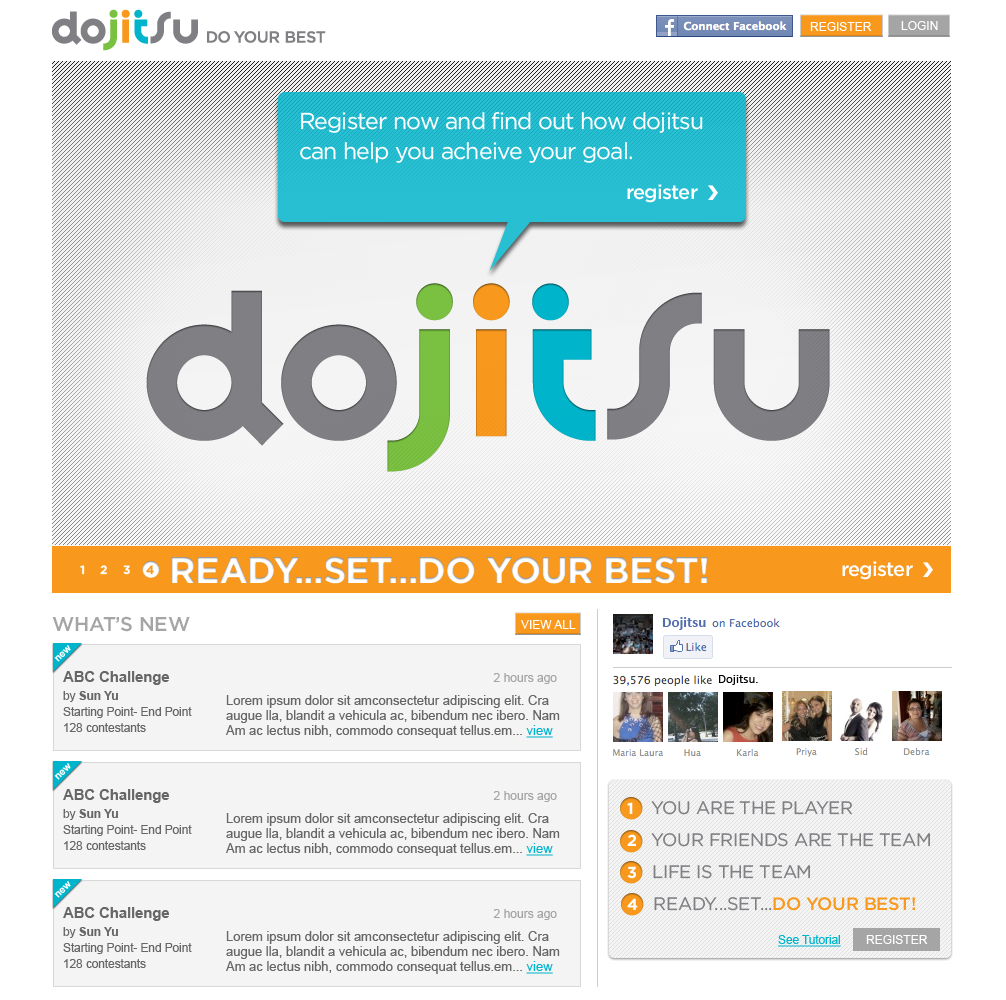 dojitsu DO YOUR BEST
f Connect Facebook
REGISTER
LOGIN
Register now and find out how dojitsu
can help you acheive your goal.
register ❯
dojitsu
1 2 3 4 READY...SET...DO YOUR BEST!
register ❯
WHAT'S NEW
VIEW ALL
new
ABC Challenge
2 hours ago
by Sun Yu
Starting Point- End Point
128 contestants
Lorem ipsum dolor sit amconsectetur adipiscing elit. Cra
augue lla, blandit a vehicula ac, bibendum nec ibero. Nam
Am ac lectus nibh, commodo consequat tellus.em... view
new
ABC Challenge
2 hours ago
by Sun Yu
Starting Point- End Point
128 contestants
Lorem ipsum dolor sit amconsectetur adipiscing elit. Cra
augue lla, blandit a vehicula ac, bibendum nec ibero. Nam
Am ac lectus nibh, commodo consequat tellus.em... view
new
ABC Challenge
2 hours ago
by Sun Yu
Starting Point- End Point
128 contestants
Lorem ipsum dolor sit amconsectetur adipiscing elit. Cra
augue lla, blandit a vehicula ac, bibendum nec ibero. Nam
Am ac lectus nibh, commodo consequat tellus.em... view
Dojitsu on Facebook
Like
39,576 people like Dojitsu.
Maria Laura Hua Karla Priya Sid Debra
1 YOU ARE THE PLAYER
2 YOUR FRIENDS ARE THE TEAM
3 LIFE IS THE TEAM
4 READY...SET...DO YOUR BEST!
See Tutorial REGISTER